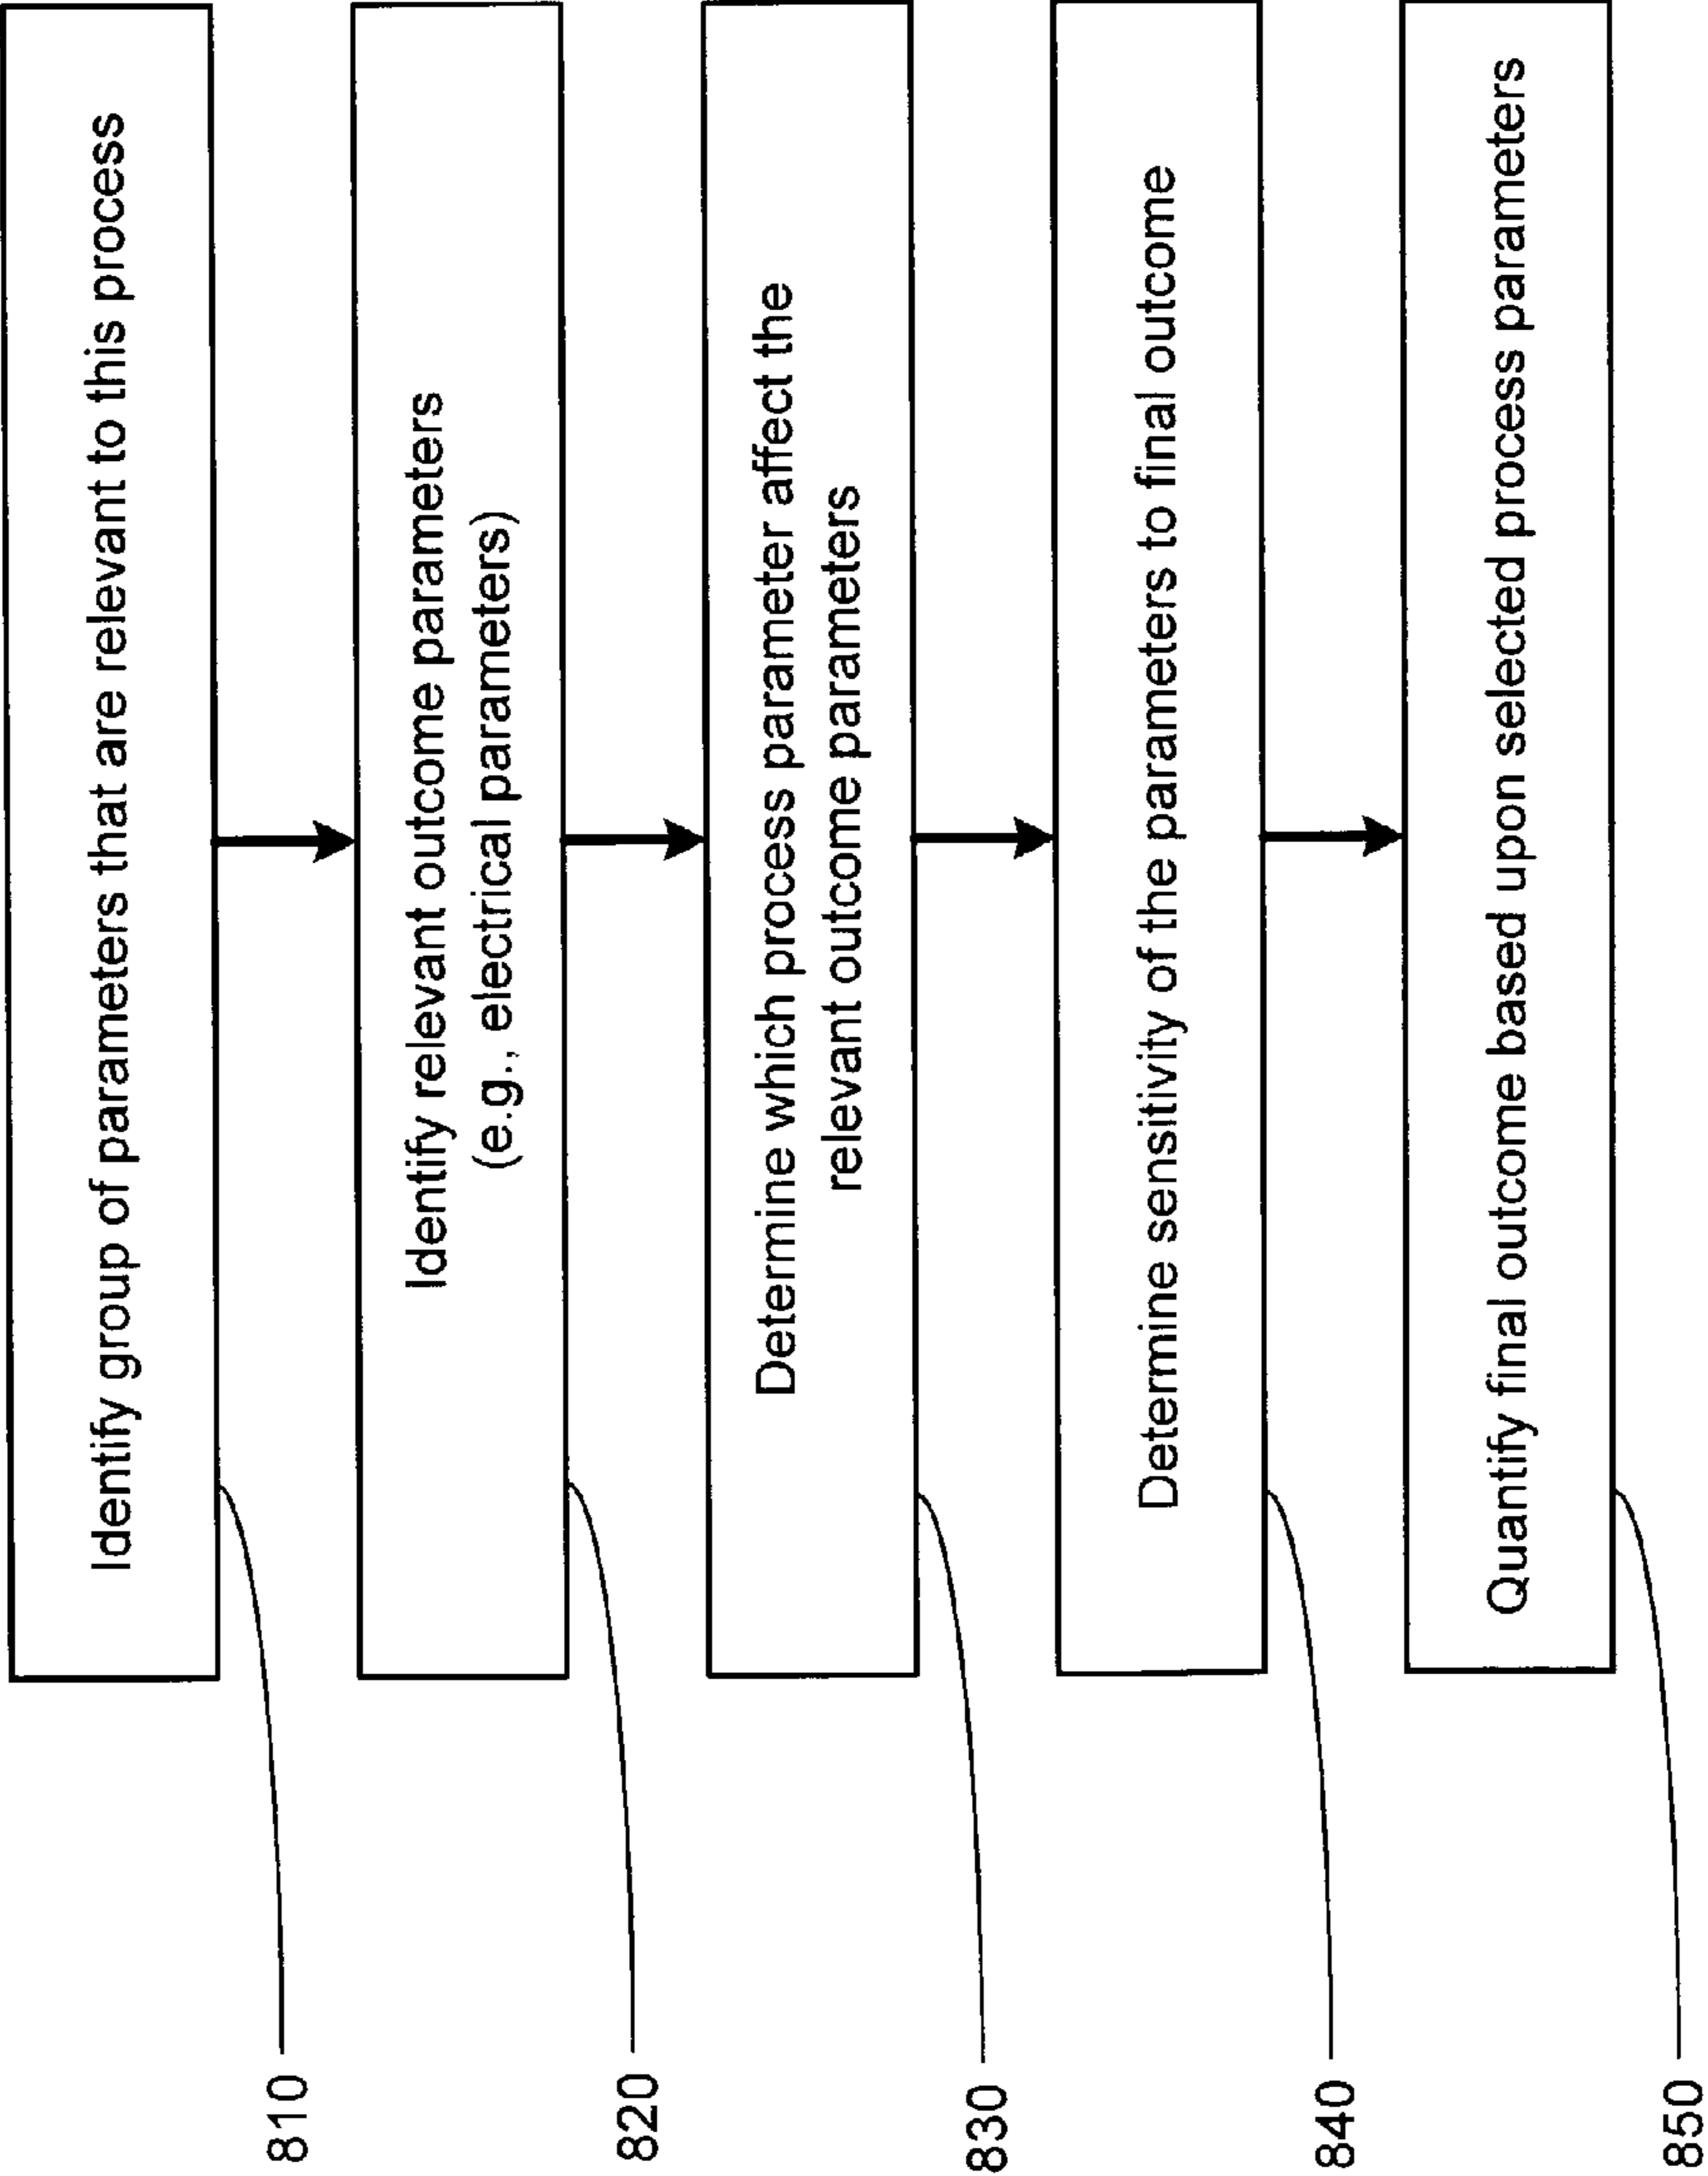 Identify group of parameters that are relevant to this process
810
Identify relevant outcome parameters
(e.g., electrical parameters)
820
Determine which process parameter affect the
relevant outcome parameters
830
Determine sensitivity of the parameters to final outcome
840
Quantify final outcome based upon selected process parameters
850